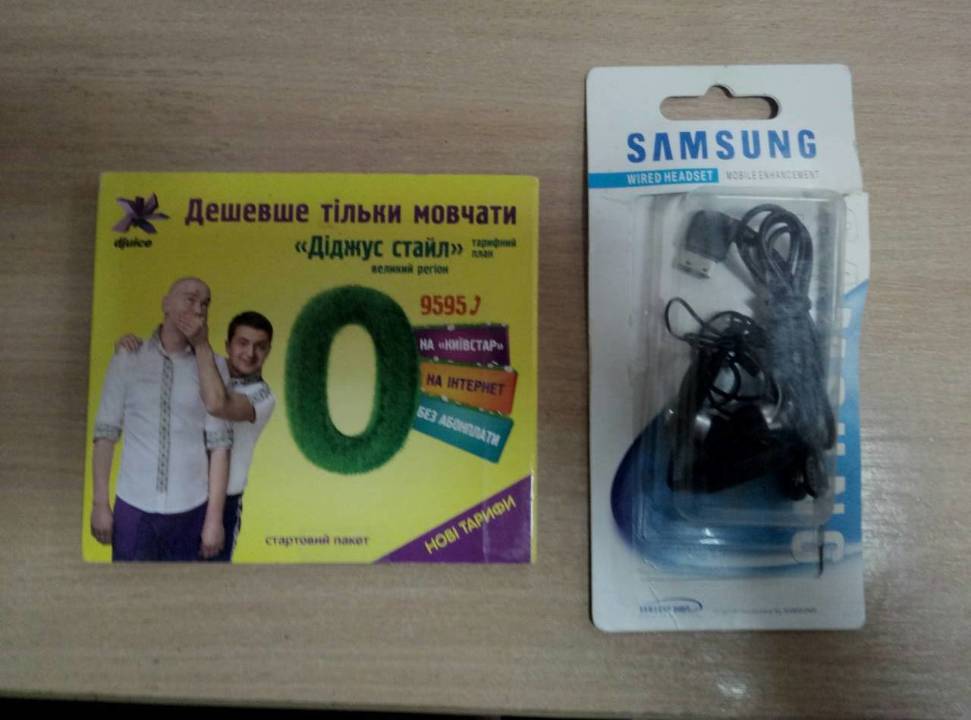 djuice
Дешевше тільки мовчати
«Діджус стайл» тарифний
план
великий регіон
9595
НА «КИЇВСТАР»
НА ІНТЕРНЕТ
БЕЗ АБОНПЛАТИ
стартовий пакет
НОВІ ТАРИФИ
SAMSUNG
WIRED HEADSET MOBILE ENHANCEMENT